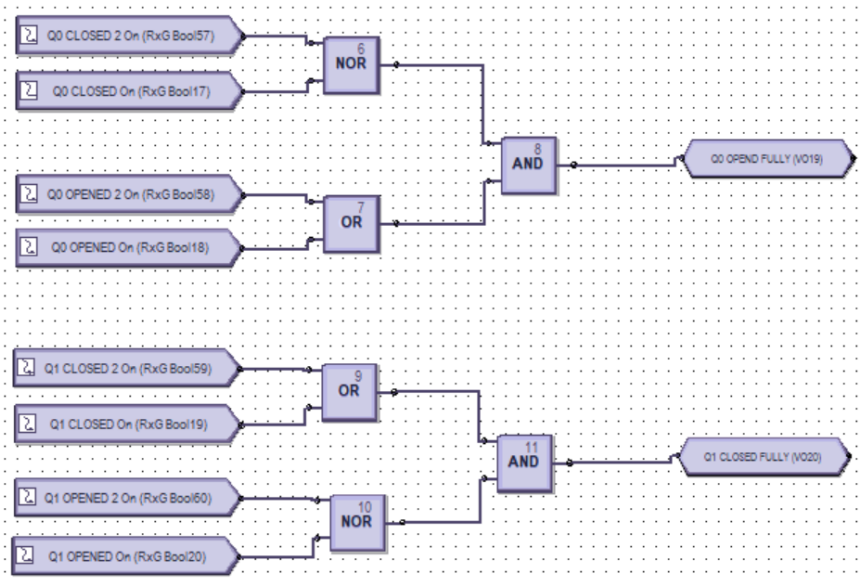 Q0 CLOSED 2 On (RxG Bool57)
6
NOR
Q0 CLOSED On (RxG Bool17)
8
AND
Q0 OPEND FULLY (VO19)
Q0 OPENED 2 On (RxG Bool58)
7
OR
Q0 OPENED On (RxG Bool18)
Q1 CLOSED 2 On (RxG Bool59)
9
OR
Q1 CLOSED On (RxG Bool19)
11
AND
Q1 CLOSED FULLY (VO20)
Q1 OPENED 2 On (RxG Bool60)
10
NOR
Q1 OPENED On (RxG Bool20)